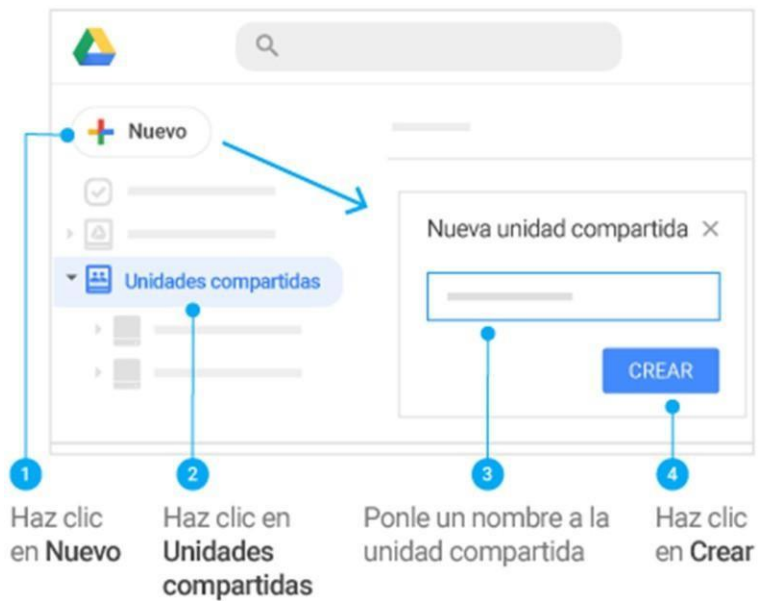 Nuevo
Unidades compartidas
Nueva unidad compartida ×
CREAR
1
Haz clic
en Nuevo
2
Haz clic en
Unidades
compartidas
3
Ponle un nombre a la
unidad compartida
4
Haz clic
en Crear